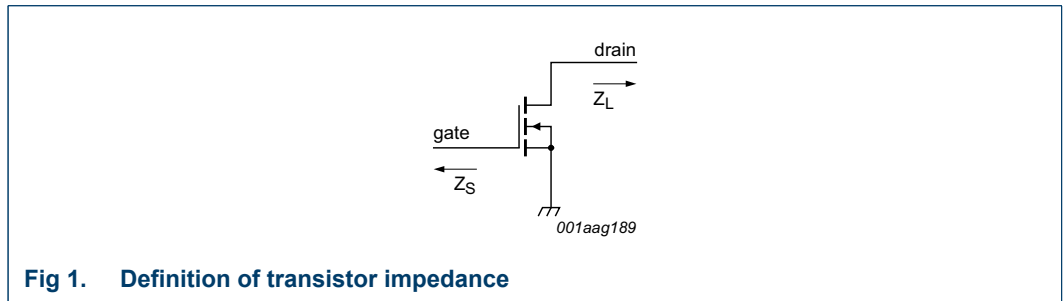 drain
Z_L
gate
Z_S
001aag189
Fig 1. Definition of transistor impedance